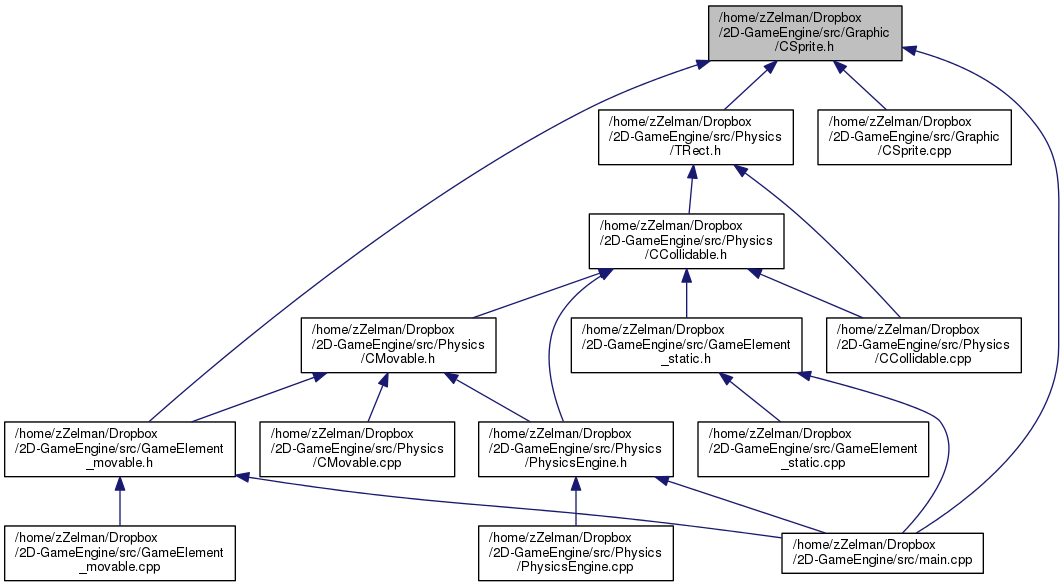 /home/zZelman/Dropbox
/2D-GameEngine/src/Graphic
/CSprite.h
/home/zZelman/Dropbox
/2D-GameEngine/src/Physics
/TRect.h
/home/zZelman/Dropbox
/2D-GameEngine/src/Graphic
/CSprite.cpp
/home/zZelman/Dropbox
/2D-GameEngine/src/Physics
/CCollidable.h
/home/zZelman/Dropbox
/2D-GameEngine/src/Physics
/CMovable.h
/home/zZelman/Dropbox
/2D-GameEngine/src/GameElement
_static.h
/home/zZelman/Dropbox
/2D-GameEngine/src/Physics
/CCollidable.cpp
/home/zZelman/Dropbox
/2D-GameEngine/src/GameElement
_movable.h
/home/zZelman/Dropbox
/2D-GameEngine/src/Physics
/CMovable.cpp
/home/zZelman/Dropbox
/2D-GameEngine/src/Physics
/PhysicsEngine.h
/home/zZelman/Dropbox
/2D-GameEngine/src/GameElement
_static.cpp
/home/zZelman/Dropbox
/2D-GameEngine/src/GameElement
_movable.cpp
/home/zZelman/Dropbox
/2D-GameEngine/src/Physics
/PhysicsEngine.cpp
/home/zZelman/Dropbox
/2D-GameEngine/src/main.cpp